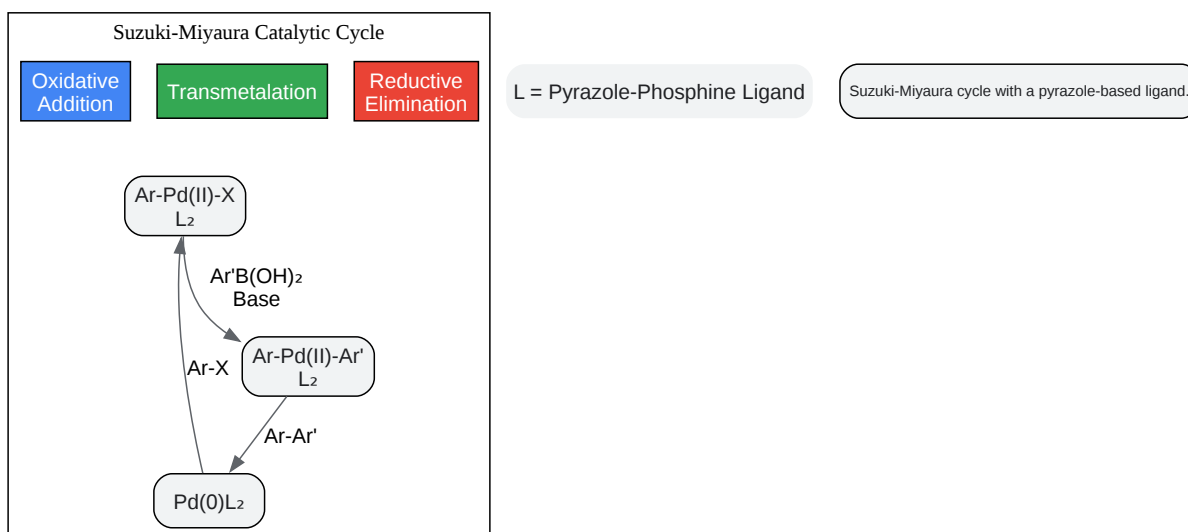 Suzuki-Miyaura Catalytic Cycle
Oxidative
Addition
Transmetalation
Reductive
Elimination
L = Pyrazole-Phosphine Ligand
Suzuki-Miyaura cycle with a pyrazole-based ligand.
Ar-Pd(II)-X
L₂
Ar'B(OH)₂
Base
Ar-Pd(II)-Ar'
L₂
Ar-X
Ar-Ar'
Pd(0)L₂